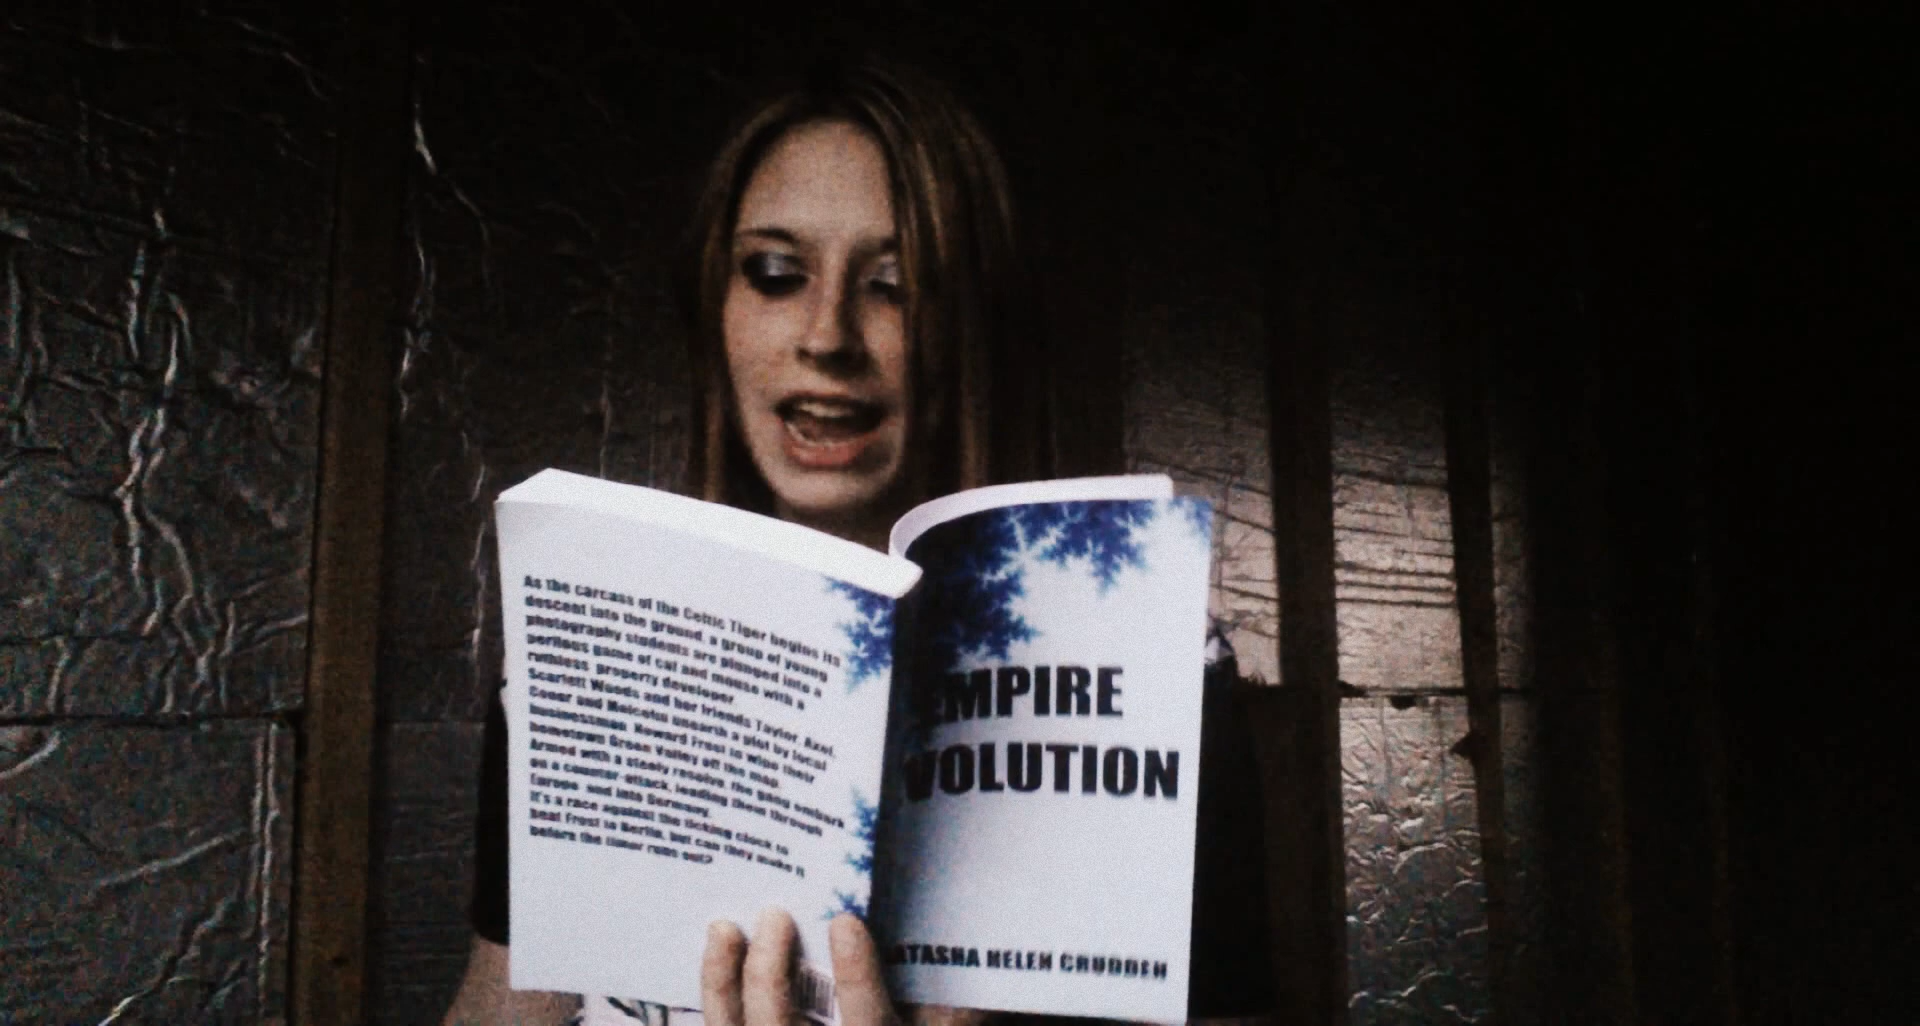 As the carcass of the Celtic Tiger begins its
descent into the ground, a group of young
photography students are plunged into a
perilous game of cat and mouse with a
ruthless property developer.
Scarlett Woods and her friends Taylor, Axel,
Conor and Malcolm unearth a plot by local
businessman Howard Frost to wipe their
hometown Green Valley off the map.
Armed with a steely resolve, the gang embark
on a counter-attack, leading them through
Europe and into Germany.
It's a race against the ticking clock to
beat Frost in Berlin, but can they make it
before the timer runs out?
EMPIRE
VOLUTION
NATASHA HELEN CRUDDEN